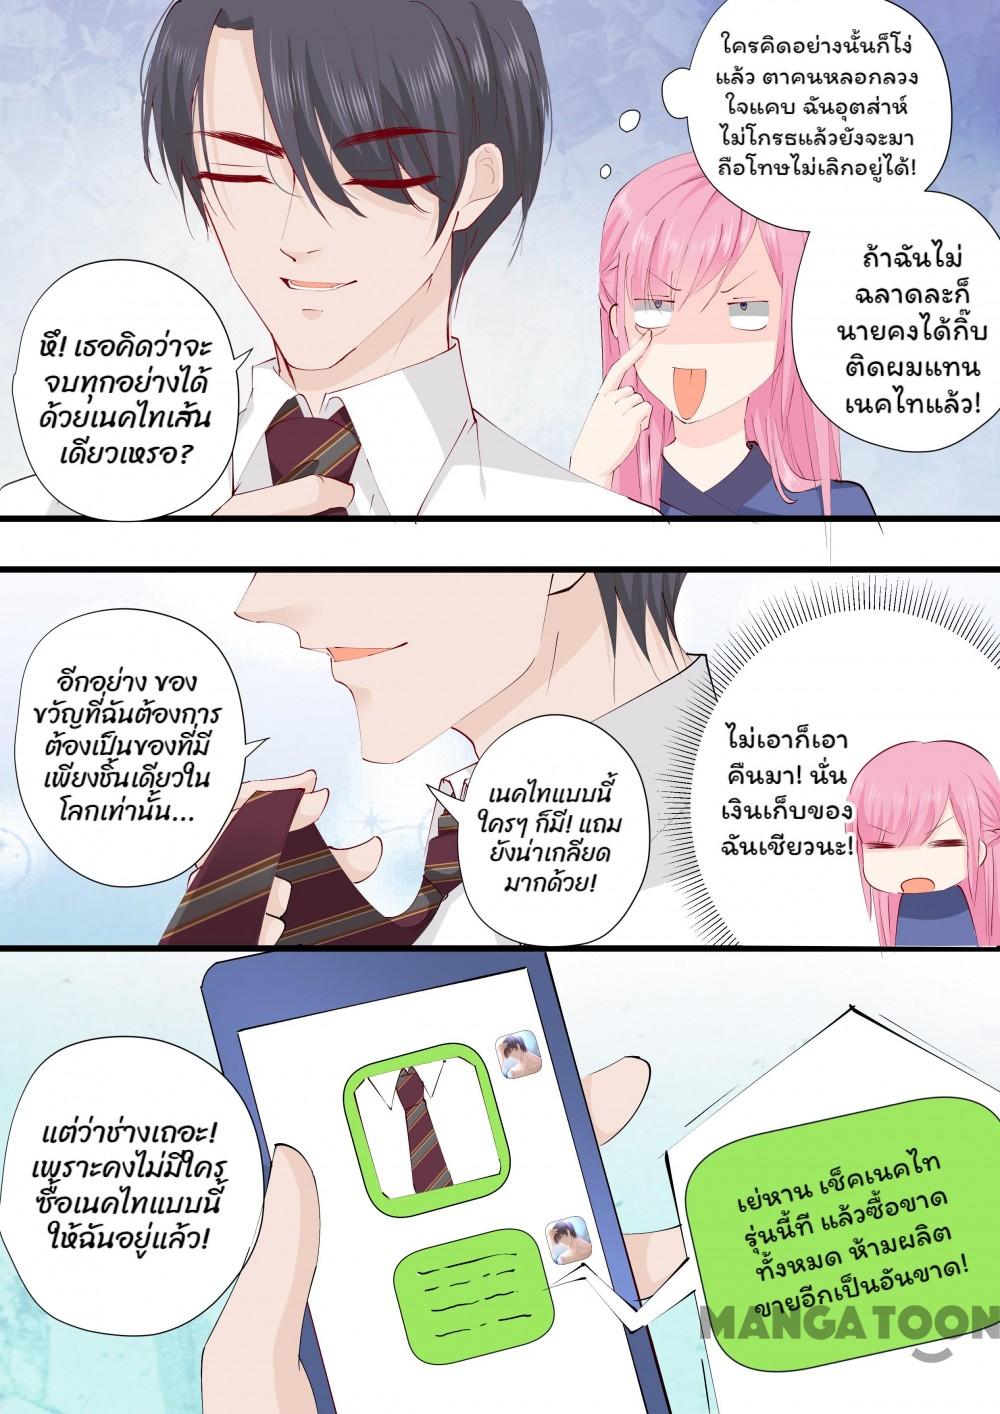 ใครคิดอย่างนั้นก็โง่
แล้ว ตาคนหลอกลวง
ใจแคบ ฉันอุตส่าห์
ไม่โกรธแล้วยังจะมา
ถือโทษไม่เลิกอยู่ได้!
ถ้าฉันไม่
ฉลาดละก็
นายคงได้กิ๊บ
ติดผมแทน
เนคไทแล้ว!
หึ! เธอคิดว่าจะ
จบทุกอย่างได้
ด้วยเนคไทเส้น
เดียวเหรอ?
อีกอย่าง ของ
ขวัญที่ฉันต้องการ
ต้องเป็นของที่มี
เพียงชิ้นเดียวใน
โลกเท่านั้น...
เนคไทแบบนี้
ใครๆ ก็มี! แถม
ยังน่าเกลียด
มากด้วย!
ไม่เอาก็เอา
คืนมา! นั่น
เงินเก็บของ
ฉันเชียวนะ!
แต่ว่าช่างเถอะ!
เพราะคงไม่มีใคร
ซื้อเนคไทแบบนี้
ให้ฉันอยู่แล้ว!
เย่หาน เช็คเนคไท
รุ่นนี้ที แล้วซื้อขาด
ทั้งหมด ห้ามผลิต
ขายอีกเป็นอันขาด!
MANGATOON